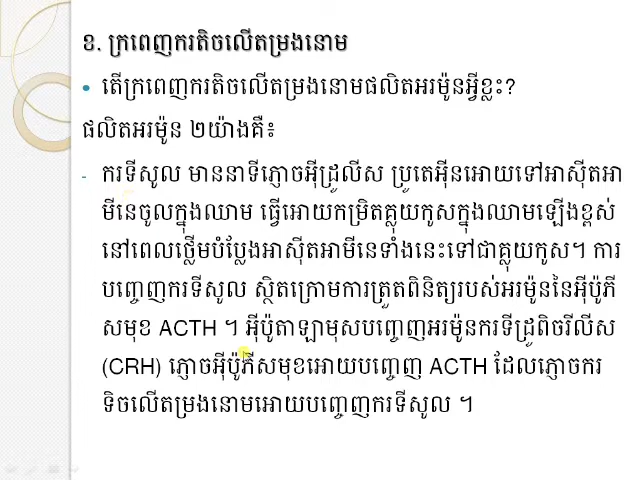 ខ. ក្រពេញករតិចលើតម្រងនោម
• តើក្រពេញករតិចលើតម្រងនោមផលិតអរម៉ូនអ្វីខ្លះ?
ផលិតអរម៉ូន ២យ៉ាងគឺ៖
- ករទីសូល មាននាទីភ្ញោចអ៊ីដ្រូលីស ប្រូតេអ៊ីនអោយទៅអាស៊ីតអា
មីនេចូលក្នុងឈាម ធ្វើអោយកម្រិតគ្លុយកូសក្នុងឈាមឡើងខ្ពស់
នៅពេលថ្លើមបំប្លែងអាស៊ីតអាមីនេទាំងនេះទៅជាគ្លុយកូស។ ការ
បញ្ចេញករទីសូល ស្ថិតក្រោមការត្រួតពិនិត្យរបស់អរម៉ូននៃអ៊ីប៉ូភី
សមុខ ACTH ។ អ៊ីប៉ូតាឡាមុសបញ្ចេញអរម៉ូនករទីដ្រូពិចរីលីស
(CRH) ភ្ញោចអ៊ីប៉ូភីសមុខអោយបញ្ចេញ ACTH ដែលភ្ញោចករ
ទិចលើតម្រងនោមអោយបញ្ចេញករទីសូល ។